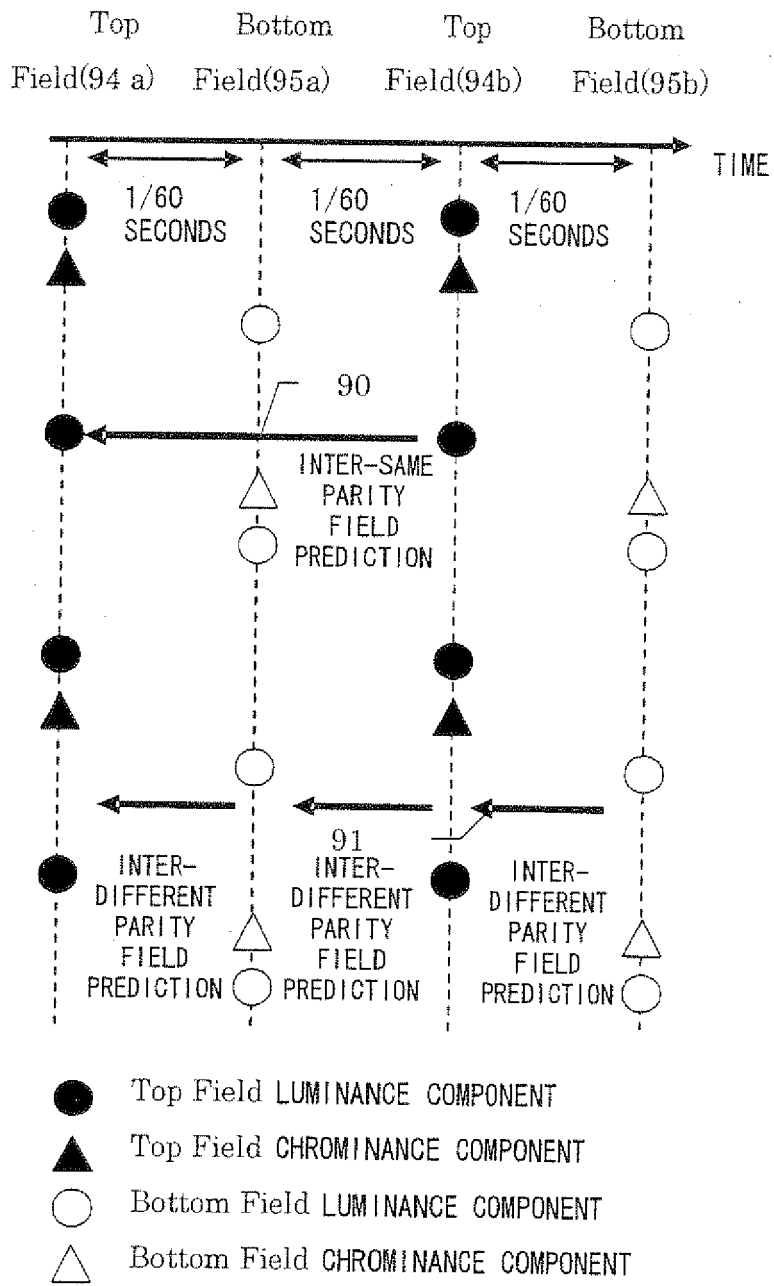 Top Bottom Top Bottom
Field(94 a) Field(95a) Field(94b) Field(95b)
TIME
1/60 SECONDS
1/60 SECONDS
1/60 SECONDS
90
INTER-SAME
PARITY
FIELD
PREDICTION
91
INTER-
DIFFERENT
PARITY
FIELD
PREDICTION
INTER-
DIFFERENT
PARITY
FIELD
PREDICTION
INTER-
DIFFERENT
PARITY
FIELD
PREDICTION
Top Field LUMINANCE COMPONENT
Top Field CHROMINANCE COMPONENT
Bottom Field LUMINANCE COMPONENT
Bottom Field CHROMINANCE COMPONENT